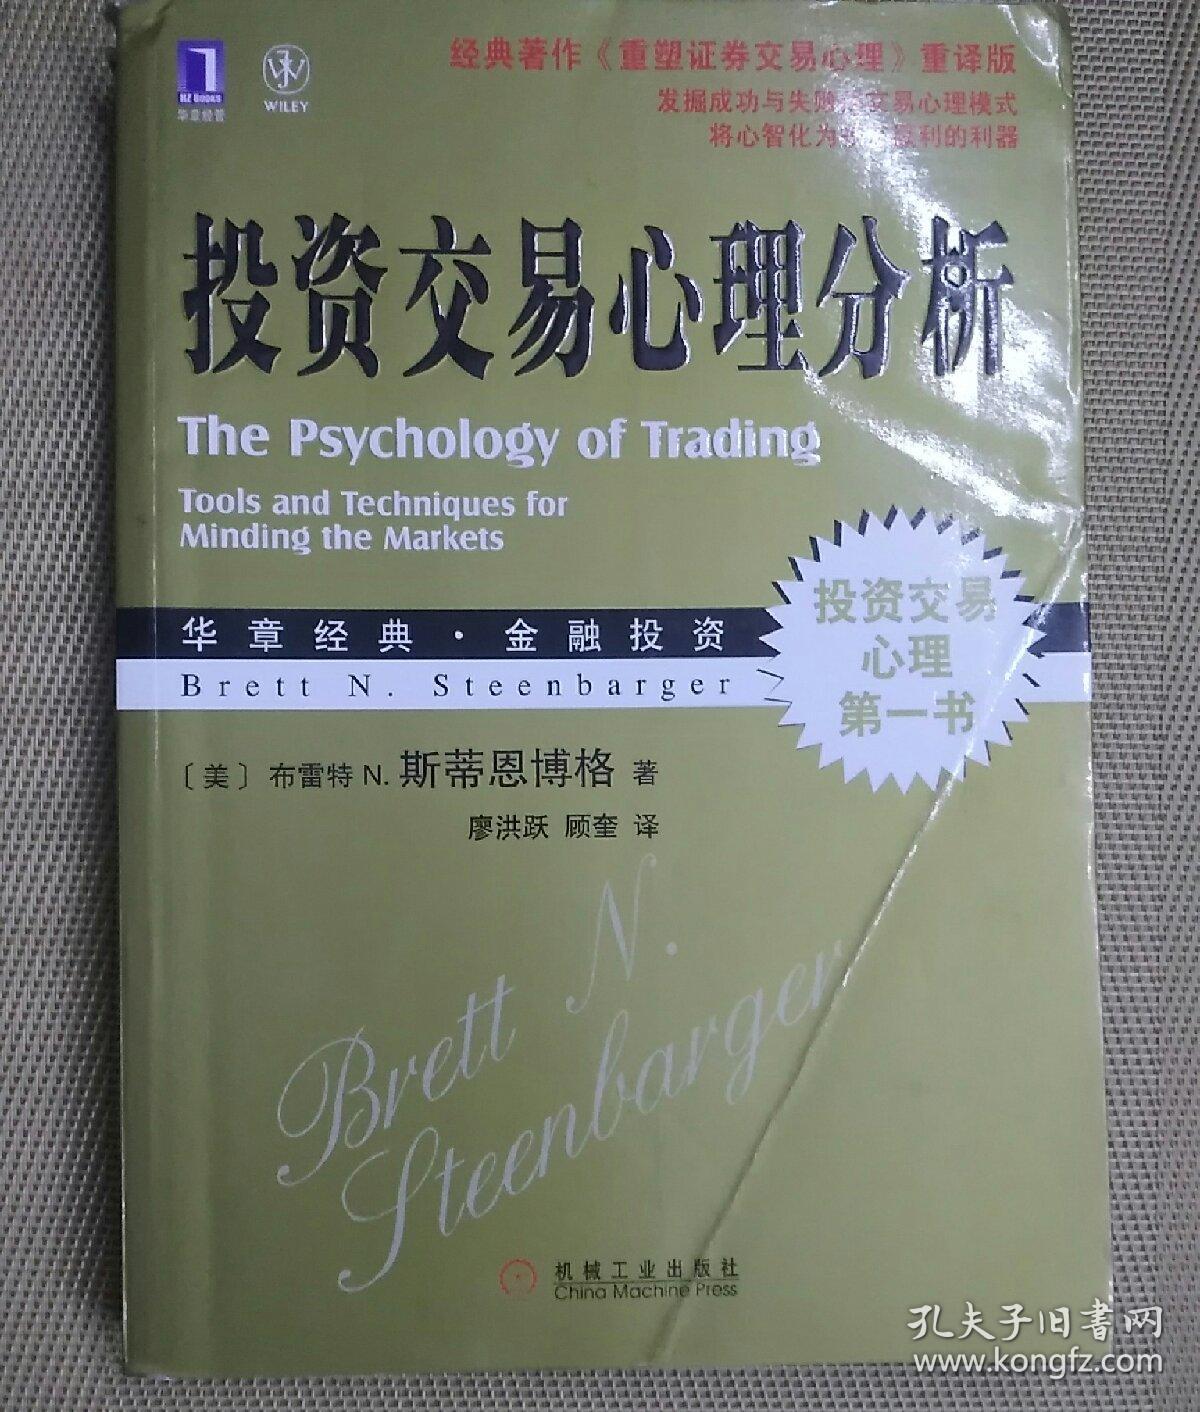 经典著作《重塑证券交易心理》重译版
HZ Books
华章经管
WILEY
发掘成功与失败 交易心理模式
将心智化为 利的利器
投资交易心理分析
The Psychology of Trading
Tools and Techniques for
Minding the Markets
华章经典·金融投资
Brett N. Steenbarger
投资交易
心理
第一书
〔美〕布雷特 N. 斯蒂恩博格 著
廖洪跃 顾奎 译
Brett N.
Steenbarger
机械工业出版社
China Machine Press
孔夫子旧书网
www.kongfz.com